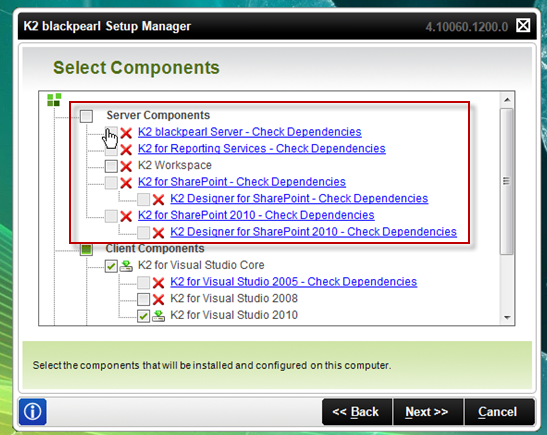 K2 blackpearl Setup Manager 4.10060.1200.0
Select Components
Server Components
K2 blackpearl Server - Check Dependencies
K2 for Reporting Services - Check Dependencies
K2 Workspace
K2 for SharePoint - Check Dependencies
K2 Designer for SharePoint - Check Dependencies
K2 for SharePoint 2010 - Check Dependencies
K2 Designer for SharePoint 2010 - Check Dependencies
Client Components
K2 for Visual Studio Core
K2 for Visual Studio 2005 - Check Dependencies
K2 for Visual Studio 2008
K2 for Visual Studio 2010
Select the components that will be installed and configured on this computer.
<< Back Next >> Cancel